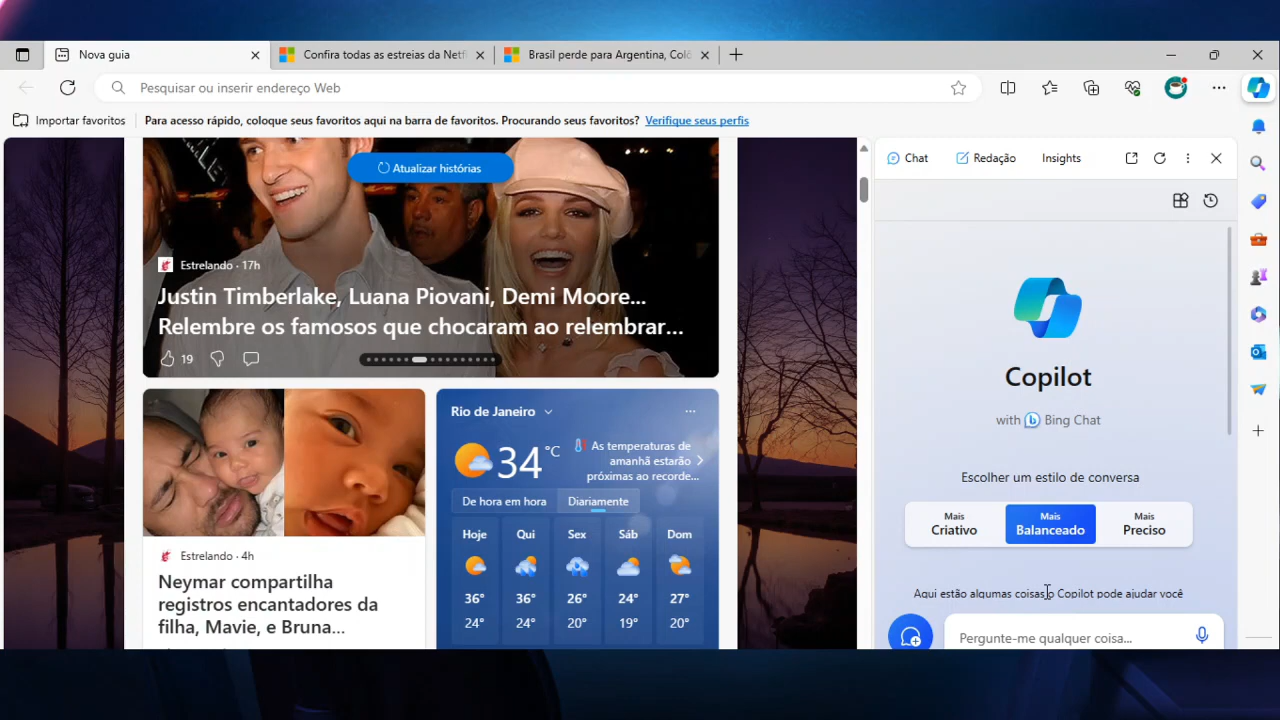 Nova guia
Confira todas as estreias da Netfl
Brasil perde para Argentina, Colô
Pesquisar ou inserir endereço Web
Importar favoritos
Para acesso rápido, coloque seus favoritos aqui na barra de favoritos. Procurando seus favoritos? Verifique seus perfis
Atualizar histórias
Estrelando · 17h
Justin Timberlake, Luana Piovani, Demi Moore...
Relembre os famosos que chocaram ao relembrar...
19
Estrelando · 4h
Neymar compartilha
registros encantadores da
filha, Mavie, e Bruna...
Rio de Janeiro
34 °C
As temperaturas de
amanhã estarão
próximas ao recorde...
De hora em hora Diariamente
Hoje Qui Sex Sáb Dom
36° 36° 26° 24° 27°
24° 24° 20° 19° 20°
Chat Redação Insights
Copilot
with b Bing Chat
Escolher um estilo de conversa
Mais Criativo
Mais Balanceado
Mais Preciso
Aqui estão algumas coisas o Copilot pode ajudar você
Pergunte-me qualquer coisa...